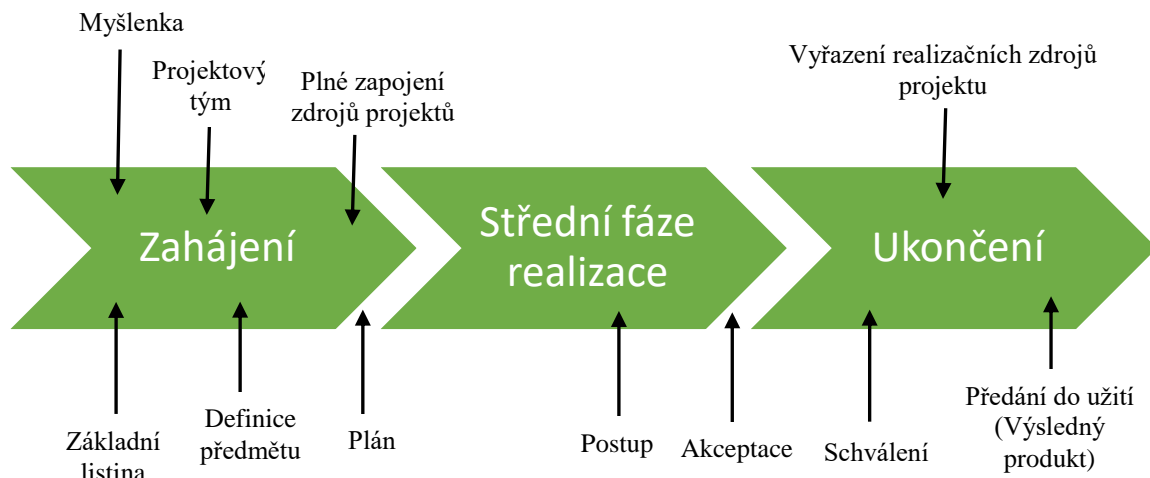 Myšlenka
Projektový
tým
Plné zapojení
zdrojů projektů
Vyřazení realizačních zdrojů
projektu
Zahájení
Střední fáze
realizace
Ukončení
Základní
listina
Definice
předmětu
Plán
Postup
Akceptace
Schválení
Předání do užití
(Výsledný
produkt)